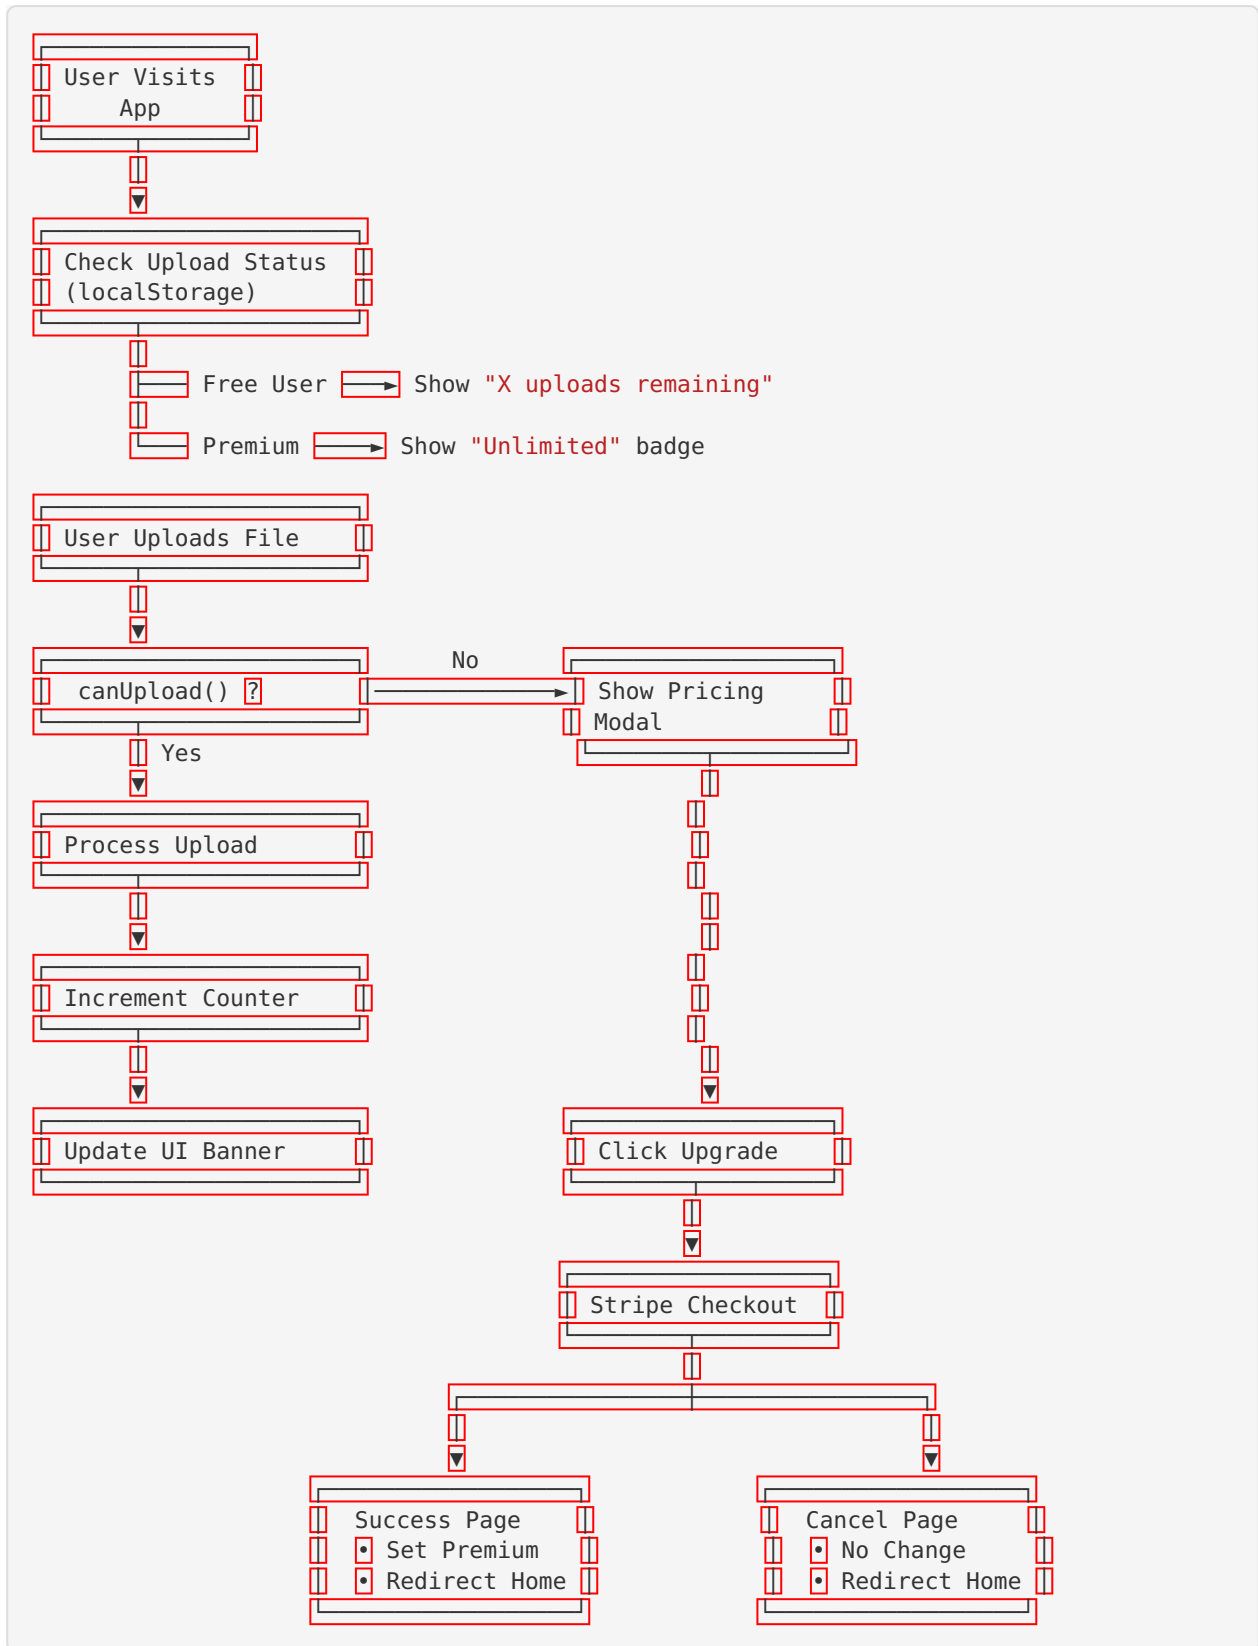 User Visits
App
Check Upload Status
(localStorage)
Free User Show "X uploads remaining"
Premium Show "Unlimited" badge
User Uploads File
No
canUpload() ? Show Pricing
Modal
Yes
Process Upload
Increment Counter
Update UI Banner Click Upgrade
Stripe Checkout
Success Page Cancel Page
• Set Premium • No Change
• Redirect Home • Redirect Home